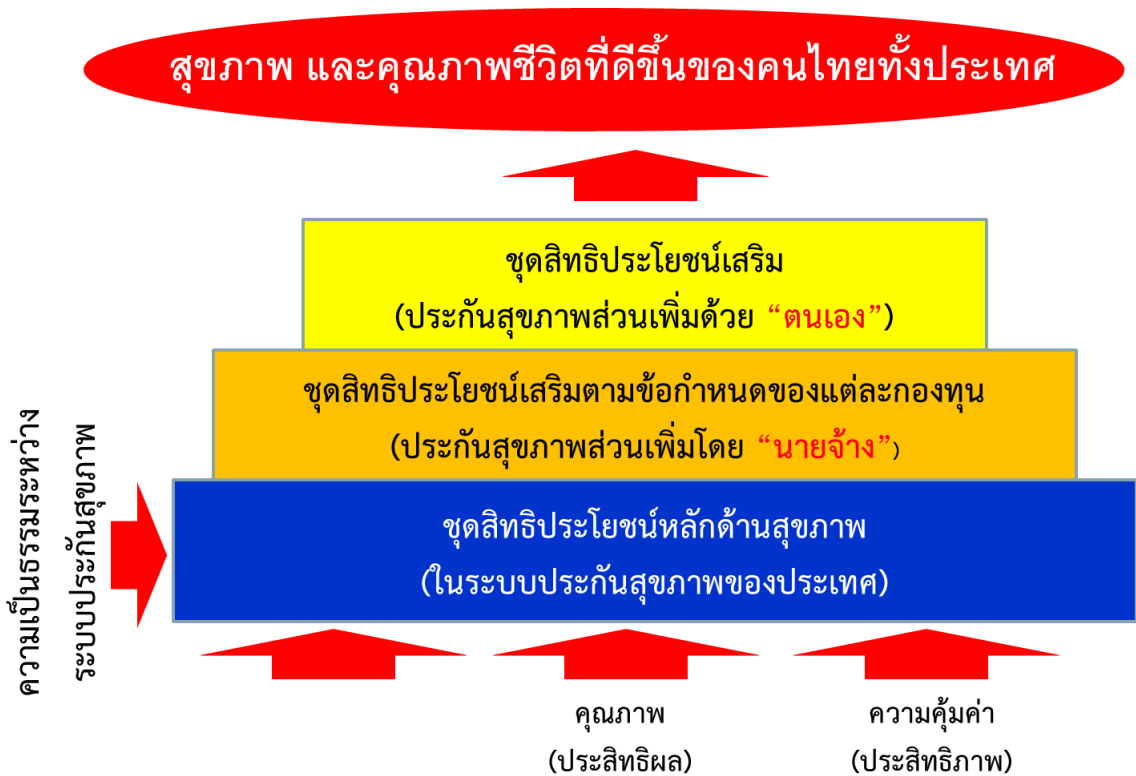 สุขภาพ และคุณภาพชีวิตที่ดีขึ้นของคนไทยทั้งประเทศ
ชุดสิทธิประโยชน์เสริม
(ประกันสุขภาพส่วนเพิ่มด้วย “ตนเอง”)
ชุดสิทธิประโยชน์เสริมตามข้อกำหนดของแต่ละกองทุน
(ประกันสุขภาพส่วนเพิ่มโดย “นายจ้าง”)
ความเป็นธรรมระหว่าง
ระบบประกันสุขภาพ
ชุดสิทธิประโยชน์หลักด้านสุขภาพ
(ในระบบประกันสุขภาพของประเทศ)
คุณภาพ
(ประสิทธิผล)
ความคุ้มค่า
(ประสิทธิภาพ)